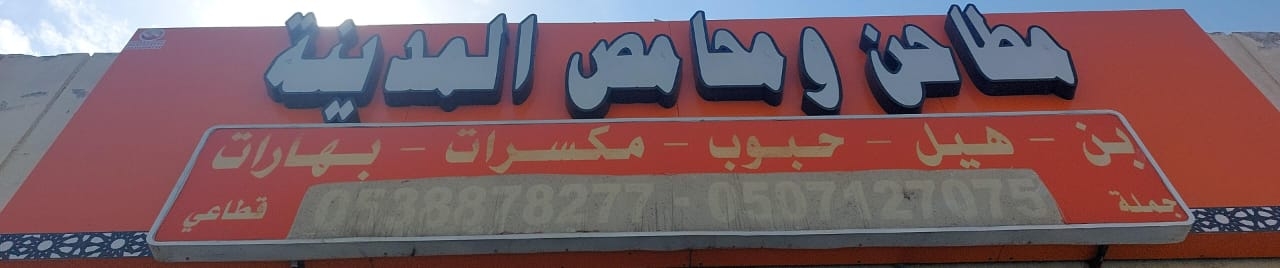 مطاحن ومحامص المدينة
بن - هيل - حبوب - مكسرات - بهارات
جملة 0507127075 - 0538878277 قطاعي